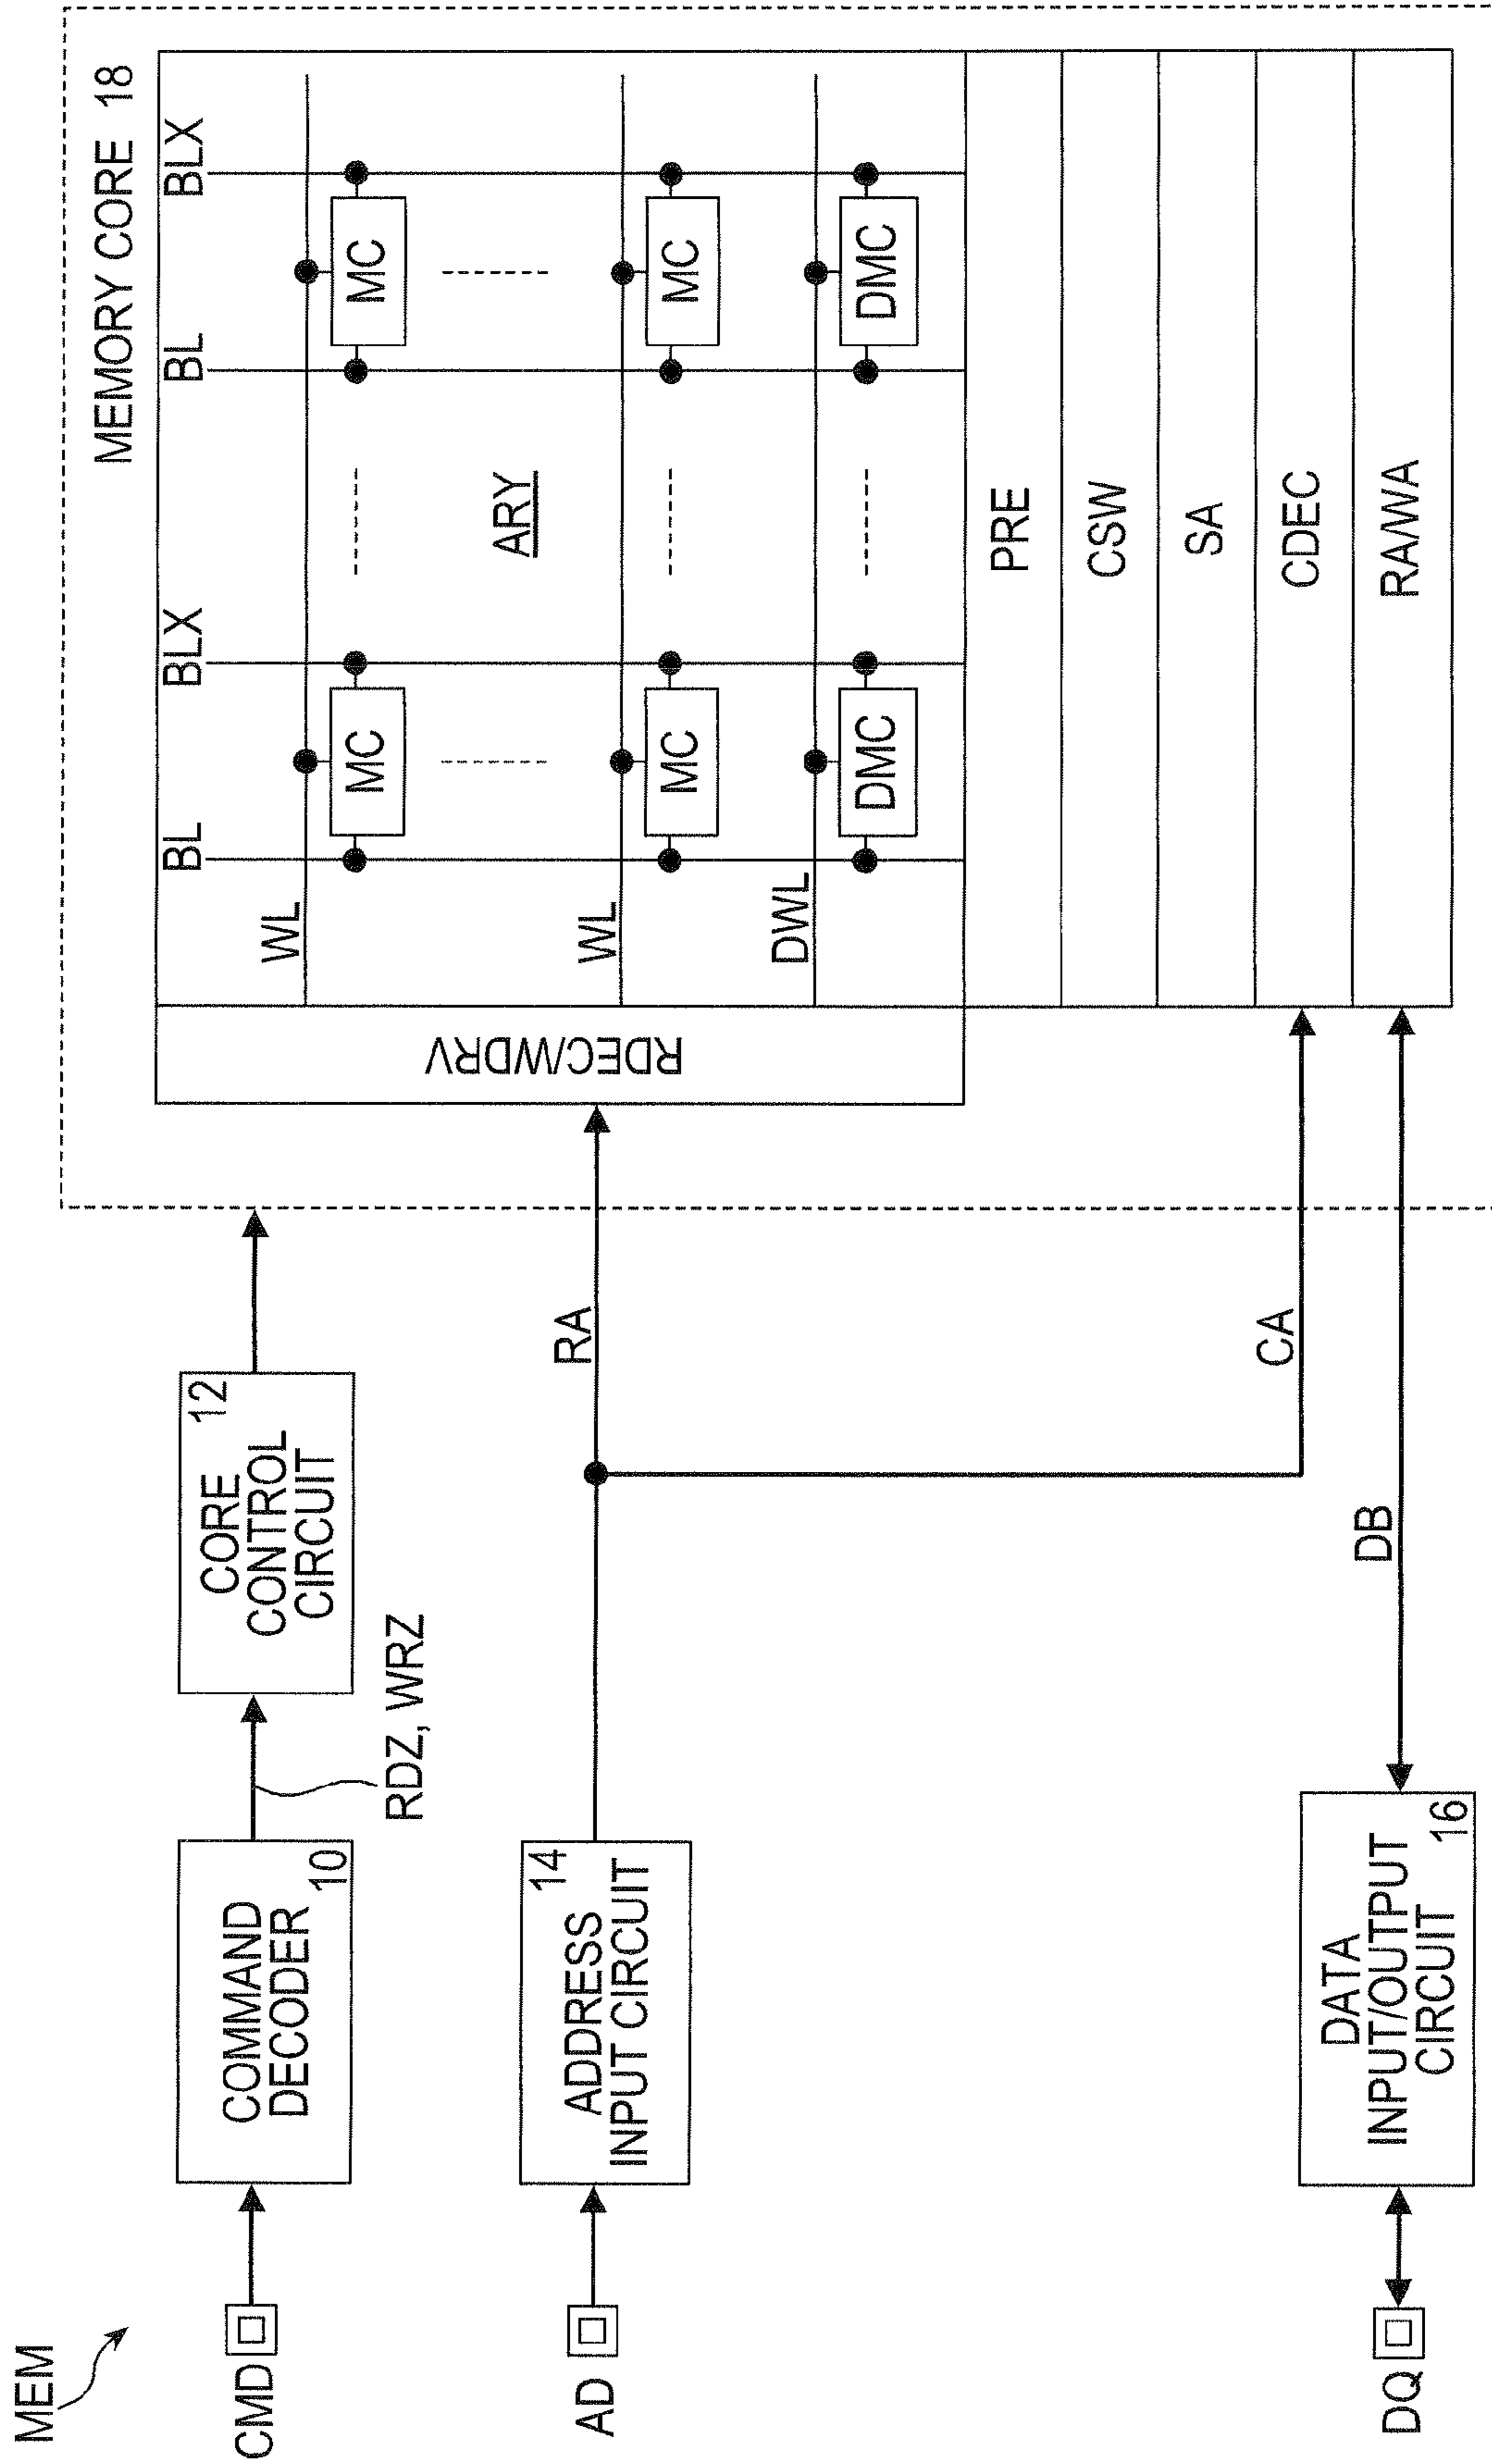 MEM
CMD
COMMAND
DECODER
10
RDZ, WRZ
CORE
CONTROL
CIRCUIT
12
AD
ADDRESS
INPUT CIRCUIT
14
RA
CA
DQ
DATA
INPUT/OUTPUT
CIRCUIT
16
DB
MEMORY CORE 18
RDEC/WDRV
BL
BLX
BL
BLX
WL
MC
MC
ARY
WL
MC
MC
DWL
DMC
DMC
PRE
CSW
SA
CDEC
RA/WA